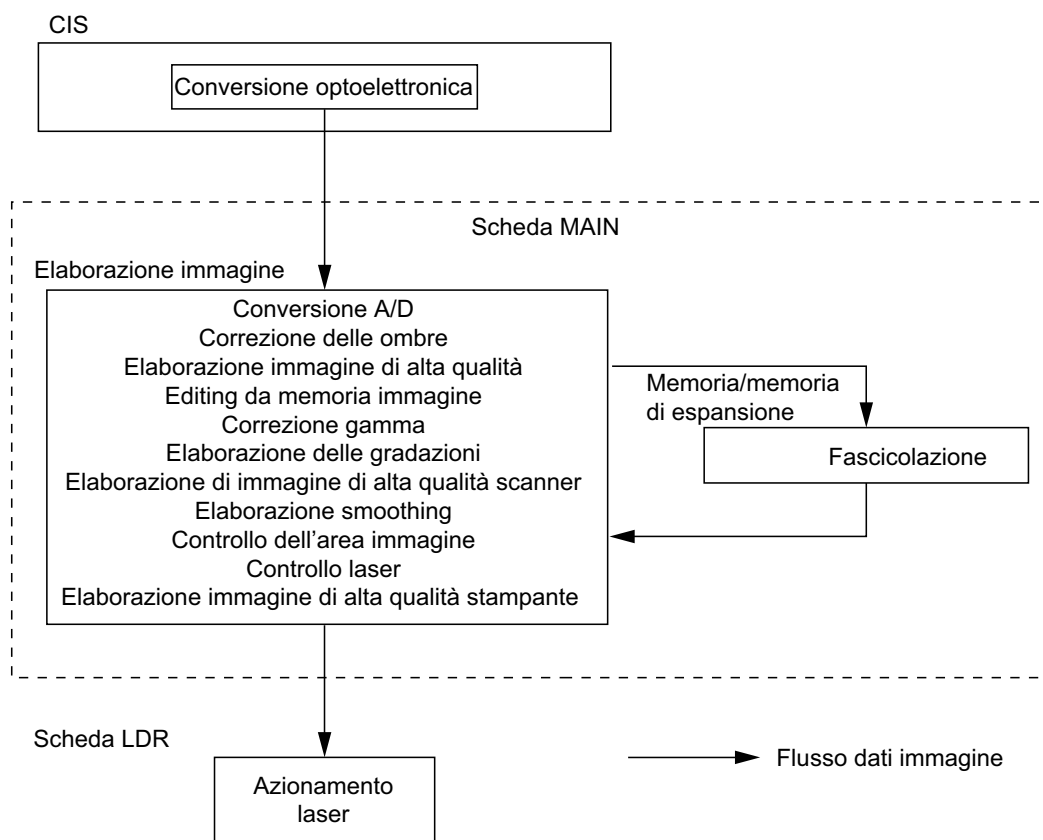 CIS
Conversione optoelettronica
Scheda MAIN
Elaborazione immagine
Conversione A/D
Correzione delle ombre
Elaborazione immagine di alta qualità
Editing da memoria immagine
Correzione gamma
Elaborazione delle gradazioni
Elaborazione di immagine di alta qualità scanner
Elaborazione smoothing
Controllo dell’area immagine
Controllo laser
Elaborazione immagine di alta qualità stampante
Memoria/memoria
di espansione
Fascicolazione
Scheda LDR
Azionamento
laser
Flusso dati immagine